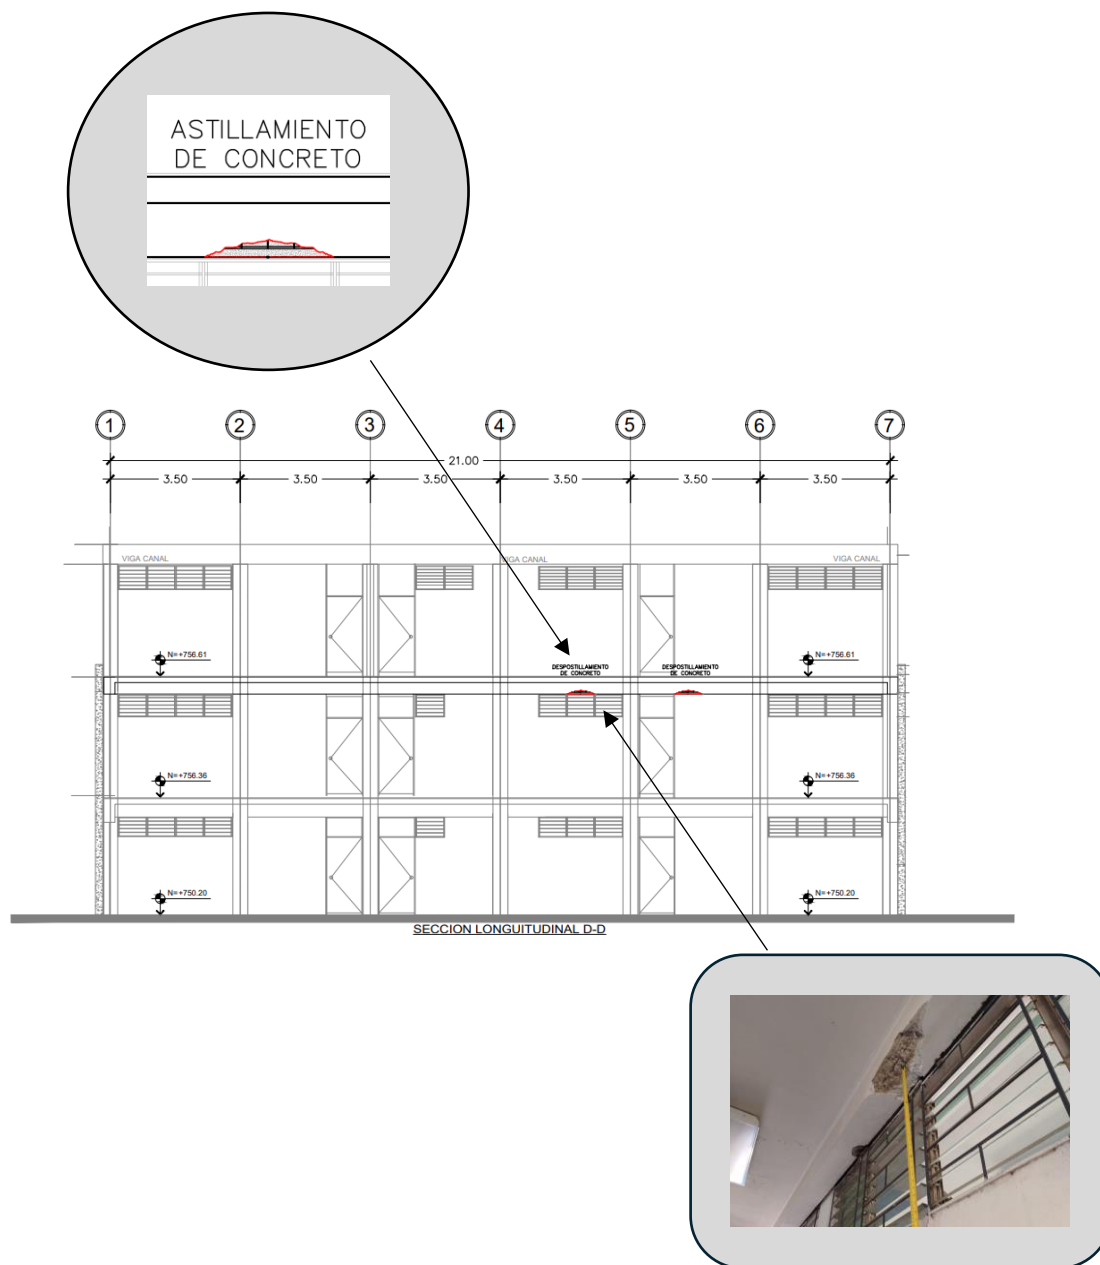 ASTILLAMIENTO
DE CONCRETO
1 2 3 4 5 6 7
21.00
3.50 3.50 3.50 3.50 3.50 3.50
VIGA CANAL VIGA CANAL VIGA CANAL
N=+756.61 N=+756.61
DESPOSTILLAMIENTO DESPOSTILLAMIENTO
DE CONCRETO DE CONCRETO
N=+756.36 N=+756.36
N=+750.20 N=+750.20
SECCION LONGUITUDINAL D-D